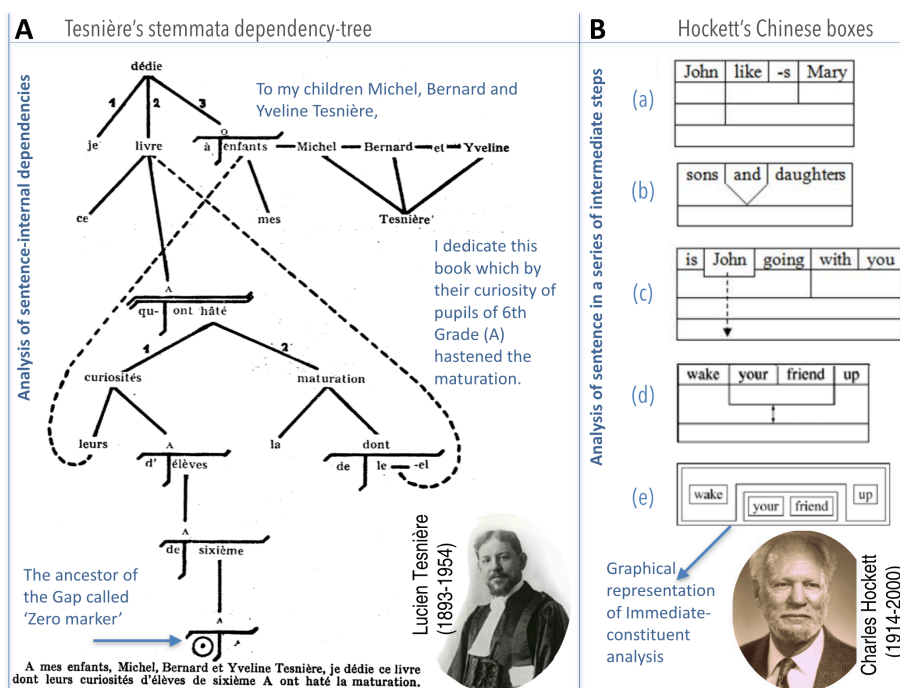 A Tesnière's stemmata dependency-tree
Analysis of sentence-internal dependencies
dédie
1 2 3
To my children Michel, Bernard and
Yveline Tesnière,
je livre à enfants Michel Bernard et Yveline
O
ce mes Tesnière
I dedicate this
book which by
their curiosity of
pupils of 6th
Grade (A)
hastened the
maturation.
A
qu- ont hâté
1 2
curiosités maturation
leurs la dont
A
d' élèves de le -el
A
de sixième
A
The ancestor of
the Gap called
'Zero marker'
Lucien Tesnière
(1893-1954)
A mes enfants, Michel, Bernard et Yveline Tesnière, je dédie ce livre
dont leurs curiosités d'élèves de sixième A ont haté la maturation.
B Hockett's Chinese boxes
Analysis of sentence in a series of intermediate steps
(a)
John like -s Mary
(b)
sons and daughters
(c)
is John going with you
(d)
wake your friend up
(e)
wake your friend up
Graphical
representation
of Immediate-
constituent
analysis
Charles Hockett
(1914-2000)